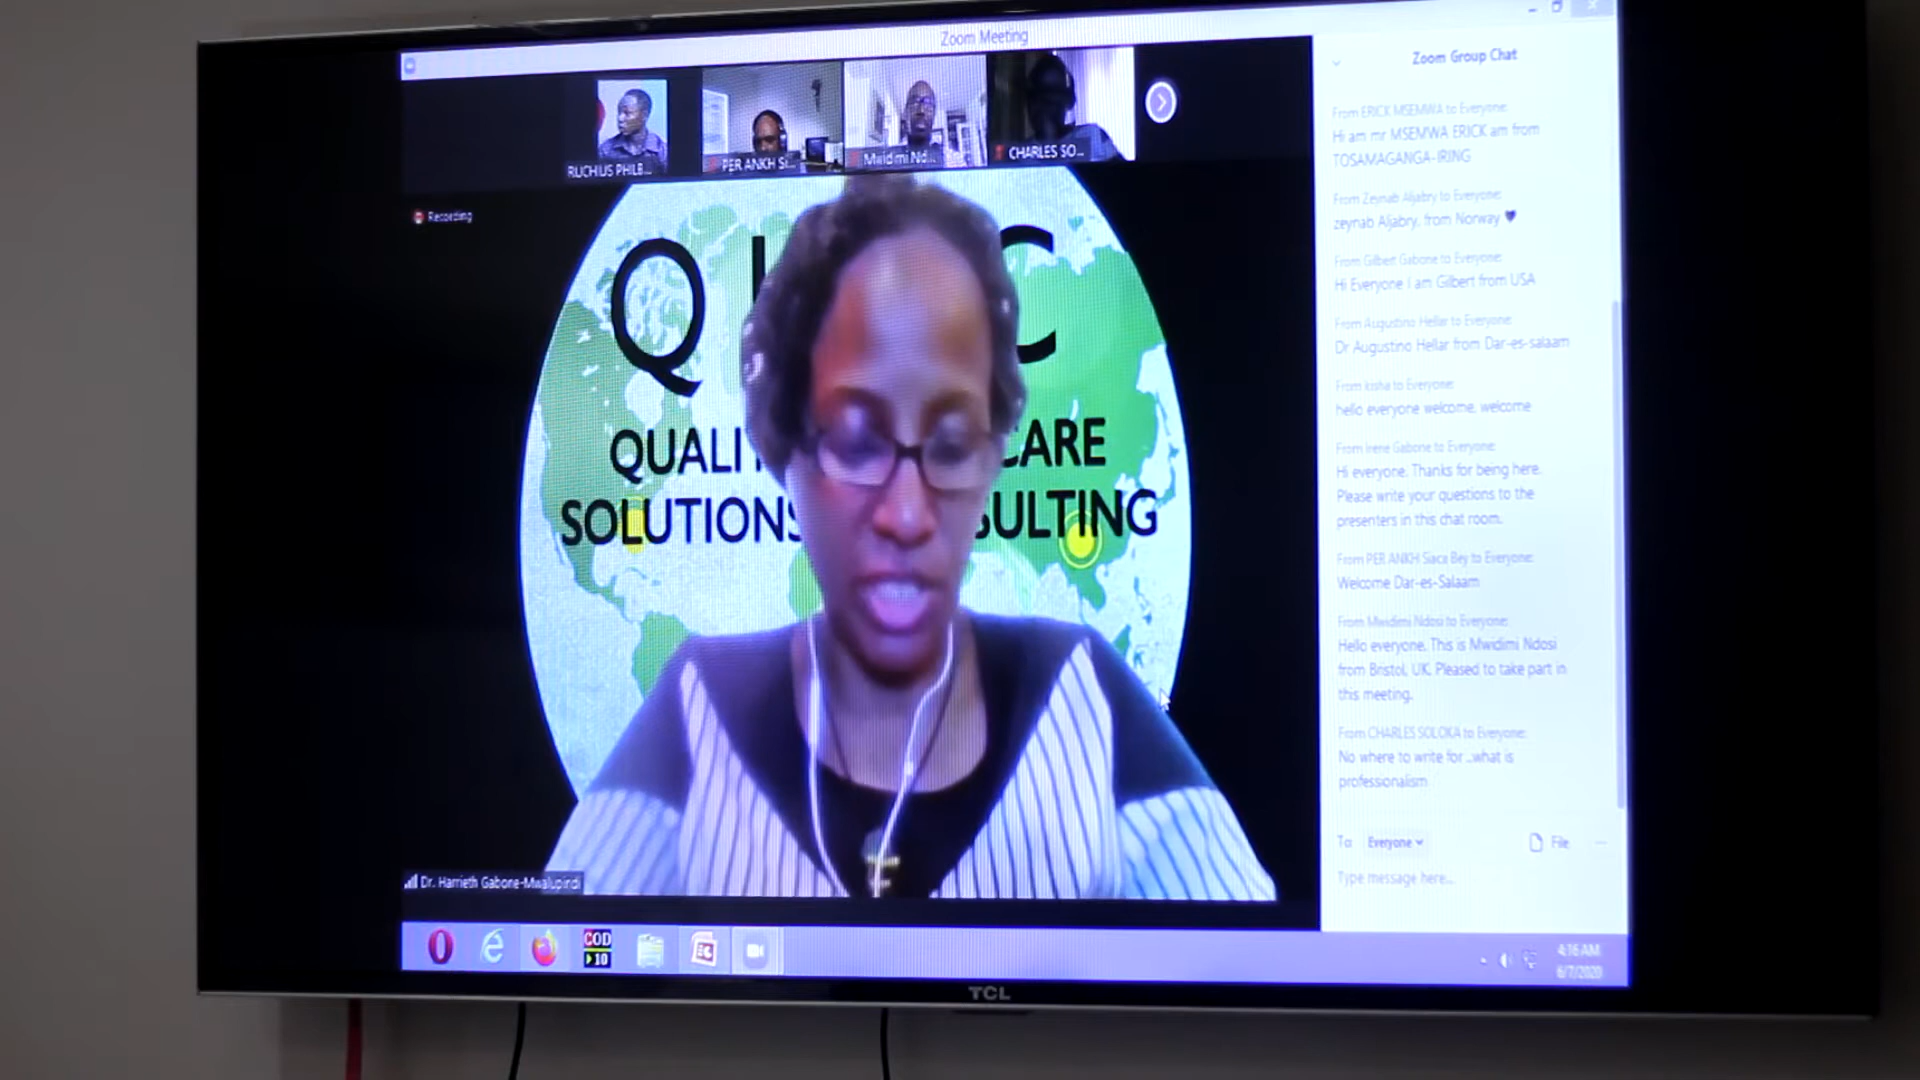 Zoom Meeting
RUCHIUS PHILB...
PER ANKH Si...
Mwidimi Nd...
CHARLES SO...
Recording
Q C
QUALI CARE
SOLUTIONS SULTING
Dr. Harrieth Gabone-Mwalupindi
Zoom Group Chat
From ERICK MSEMWA to Everyone:
Hi am mr MSEMWA ERICK am from
TOSAMAGANGA-IRING
From Zeynab Aljabry to Everyone:
zeynab Aljabry, from Norway 🖤
From Gilbert Gabone to Everyone:
Hi Everyone I am Gilbert from USA
From Augustino Hellar to Everyone:
Dr Augustino Hellar from Dar-es-salaam
From kisha to Everyone:
hello everyone welcome, welcome
From Irene Gabone to Everyone:
Hi everyone. Thanks for being here.
Please write your questions to the
presenters in this chat room.
From PER ANKH Siaca Bey to Everyone:
Welcome Dar-es-Salaam
From Mwidimi Ndosi to Everyone:
Hello everyone. This is Mwidimi Ndosi
from Bristol, UK. Pleased to take part in
this meeting.
From CHARLES SOLOKA to Everyone:
No where to write for ..what is
professionalism
To: Everyone File
Type message here...
COD
10
4:16 AM
6/7/2020
TCL